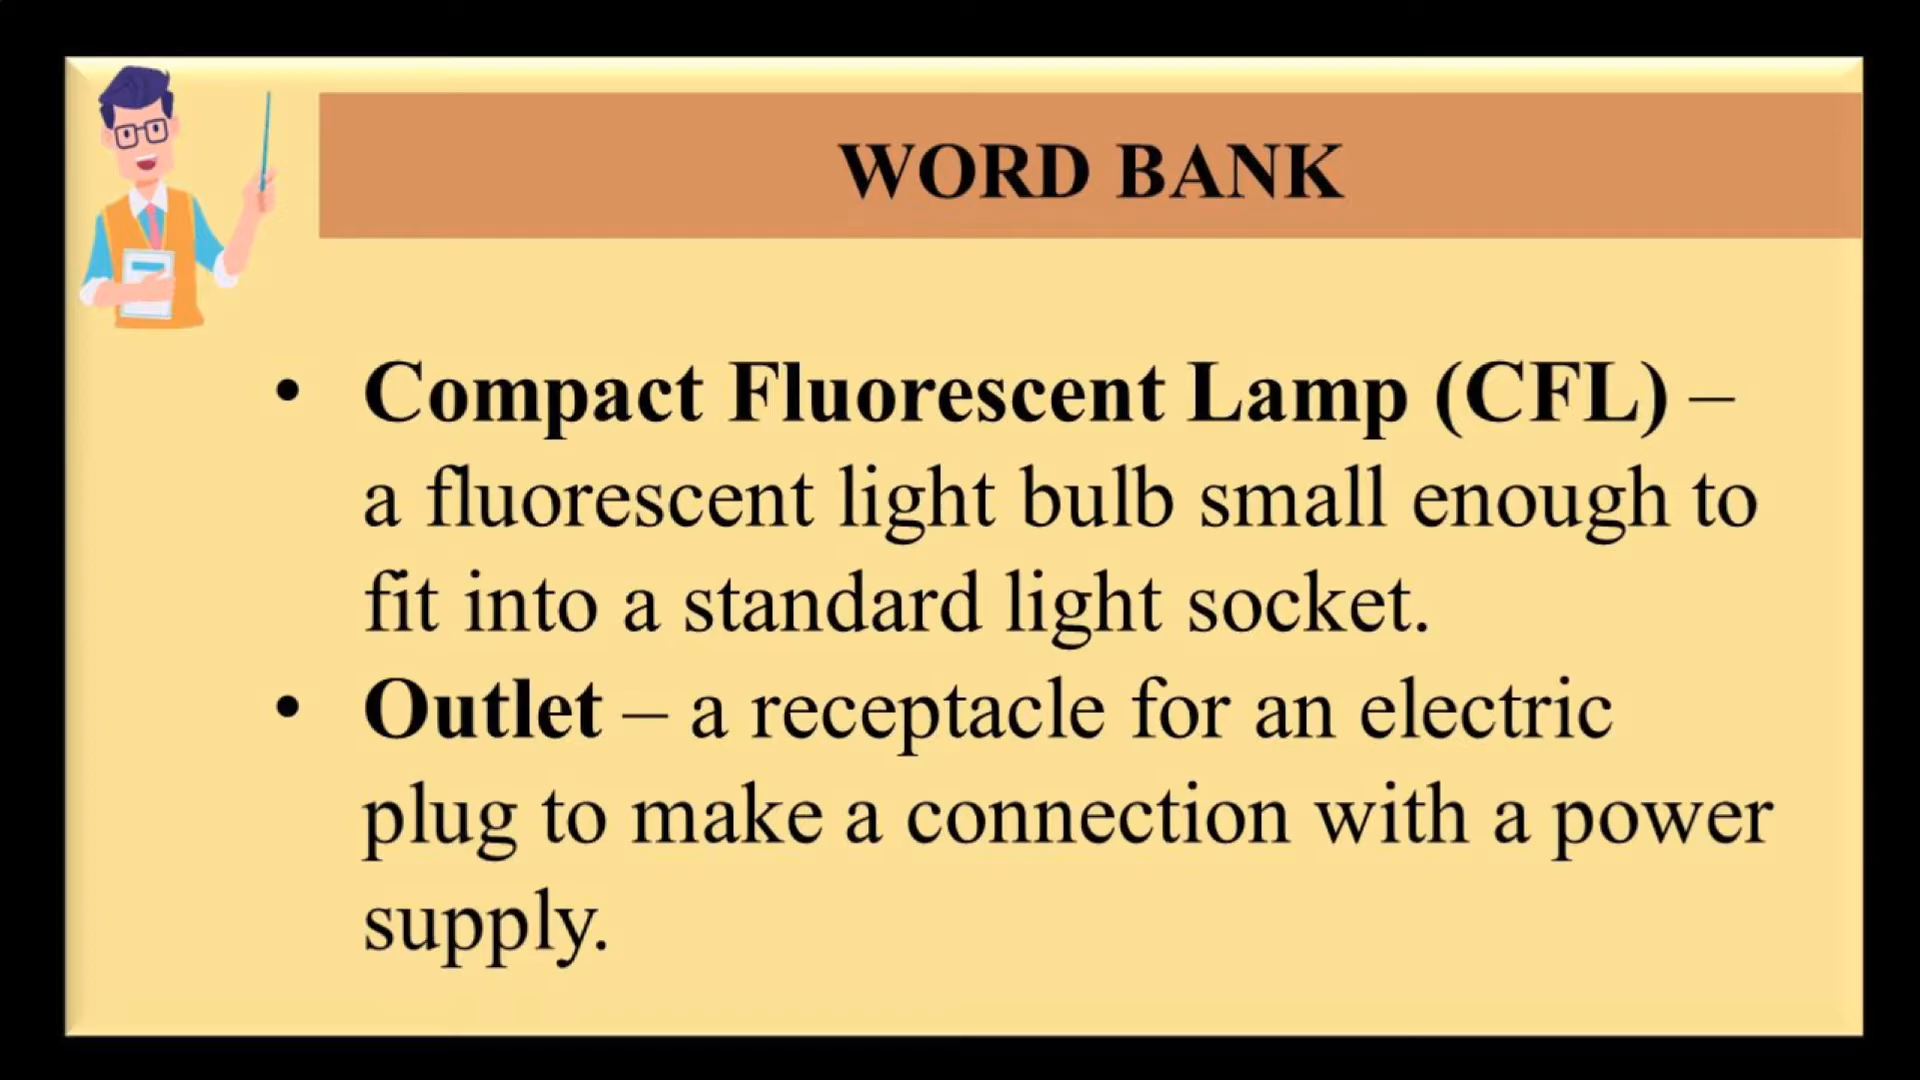 WORD BANK
• Compact Fluorescent Lamp (CFL) –
a fluorescent light bulb small enough to
fit into a standard light socket.
• Outlet – a receptacle for an electric
plug to make a connection with a power
supply.